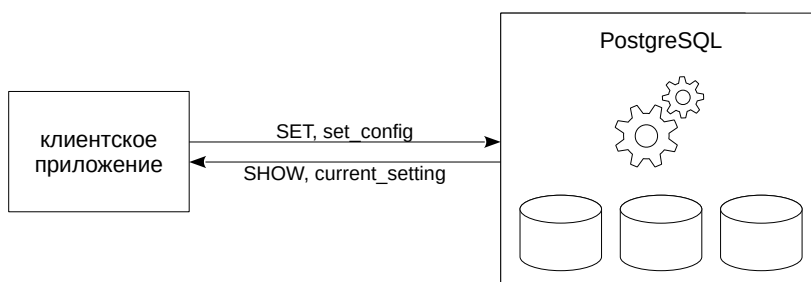 PostgreSQL
клиентское
приложение
SET, set_config
SHOW, current_setting